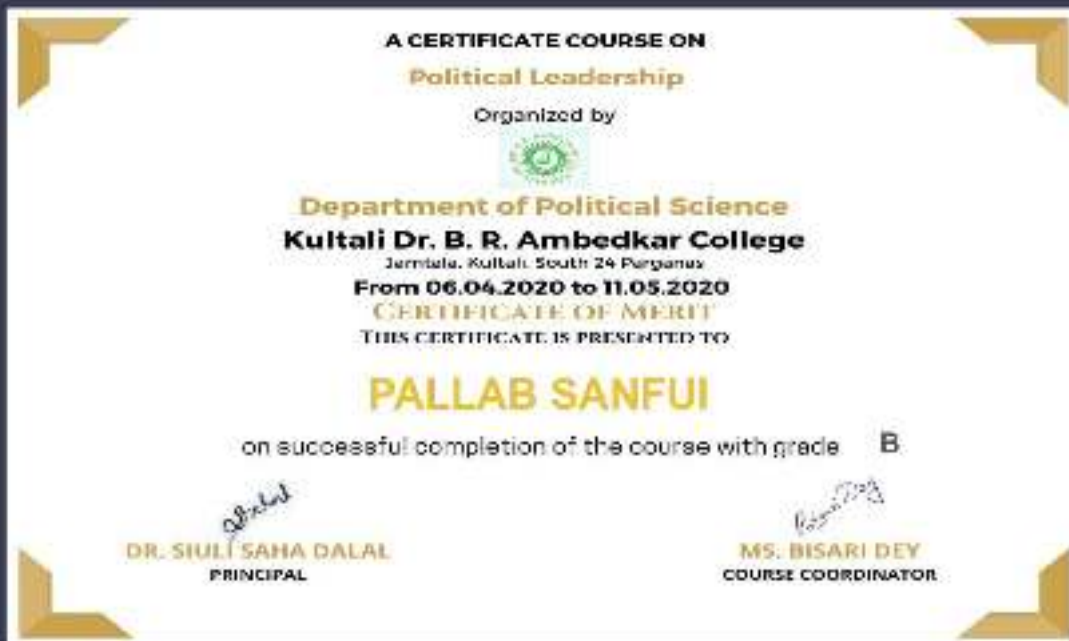 A CERTIFICATE COURSE ON
Political Leadership
Organized by
Department of Political Science
Kultali Dr. B. R. Ambedkar College
Jamtala, Kultali, South 24 Parganas
From 06.04.2020 to 11.05.2020
CERTIFICATE OF MERIT
THIS CERTIFICATE IS PRESENTED TO
PALLAB SANFUI
on successful completion of the course with grade B
DR. SIULI SAHA DALAL
PRINCIPAL
MS. BISARI DEY
COURSE COORDINATOR